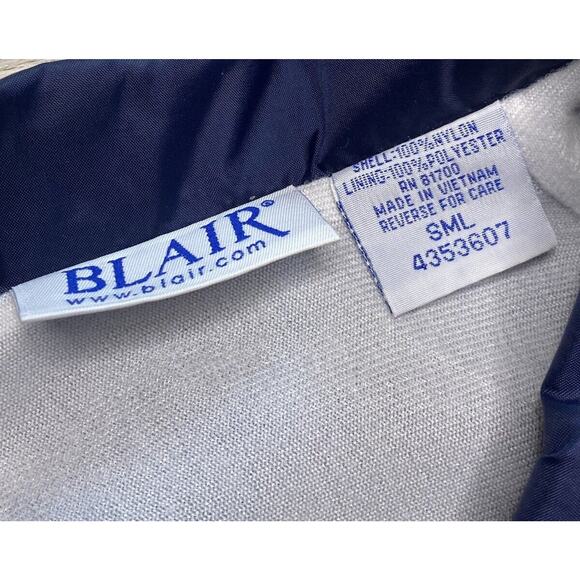 BLAIR®
www.blair.com
SHELL-100%NYLON
LINING-100%POLYESTER
RN 81700
MADE IN VIETNAM
REVERSE FOR CARE
SML
4353607